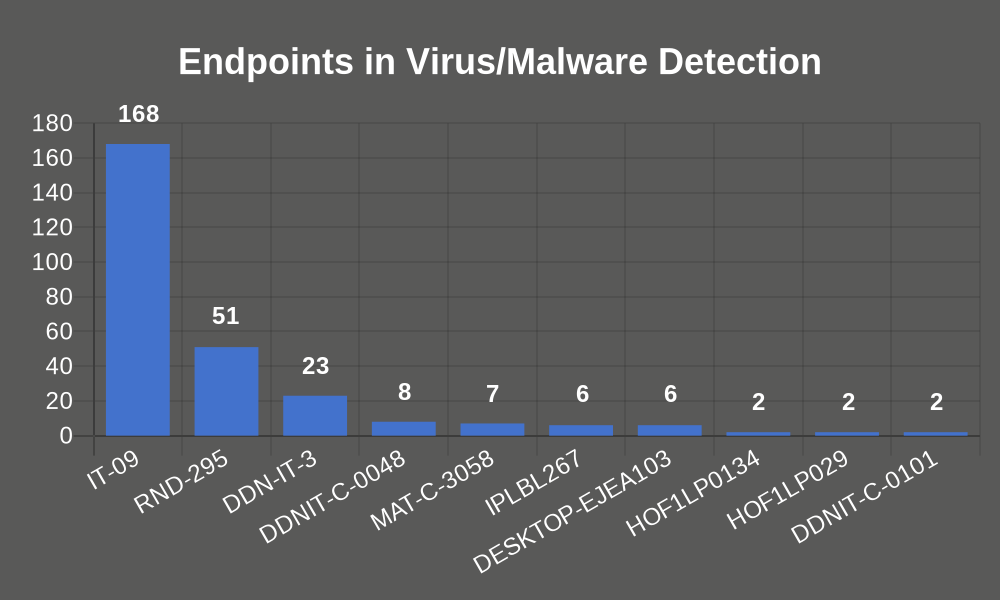 Endpoints in Virus/Malware Detection
180
160
140
120
100
80
60
40
20
0
168
51
23
8
7
6
6
2
2
2
IT-09
RND-295
DDN-IT-3
DDNIT-C-0048
MAT-C-3058
IPLBL267
DESKTOP-EJEA103
HOF1LP0134
HOF1LP029
DDNIT-C-0101